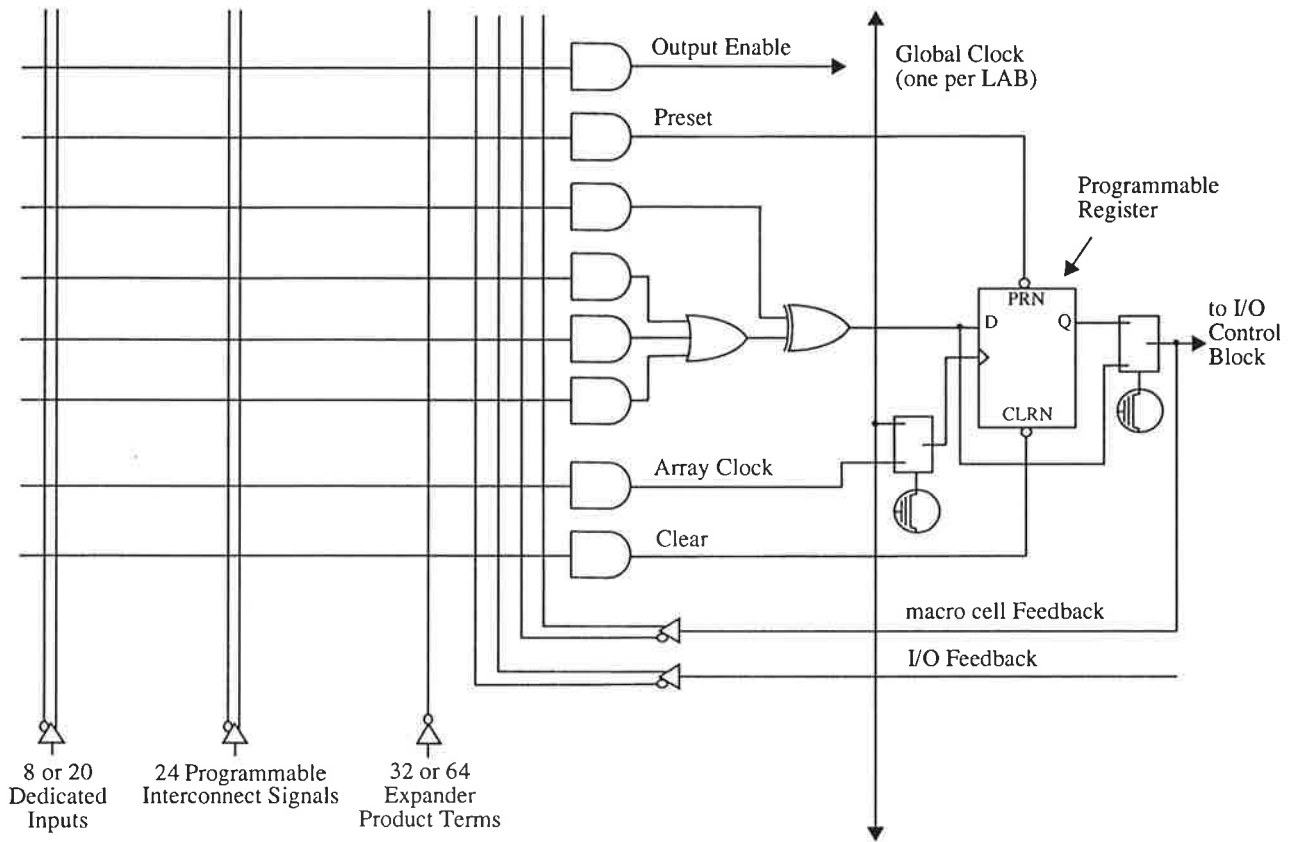 Output Enable
Global Clock
(one per LAB)
Preset
Programmable
Register
PRN
D
Q
to I/O
Control
Block
CLRN
Array Clock
Clear
macro cell Feedback
I/O Feedback
8 or 20
Dedicated
Inputs
24 Programmable
Interconnect Signals
32 or 64
Expander
Product Terms